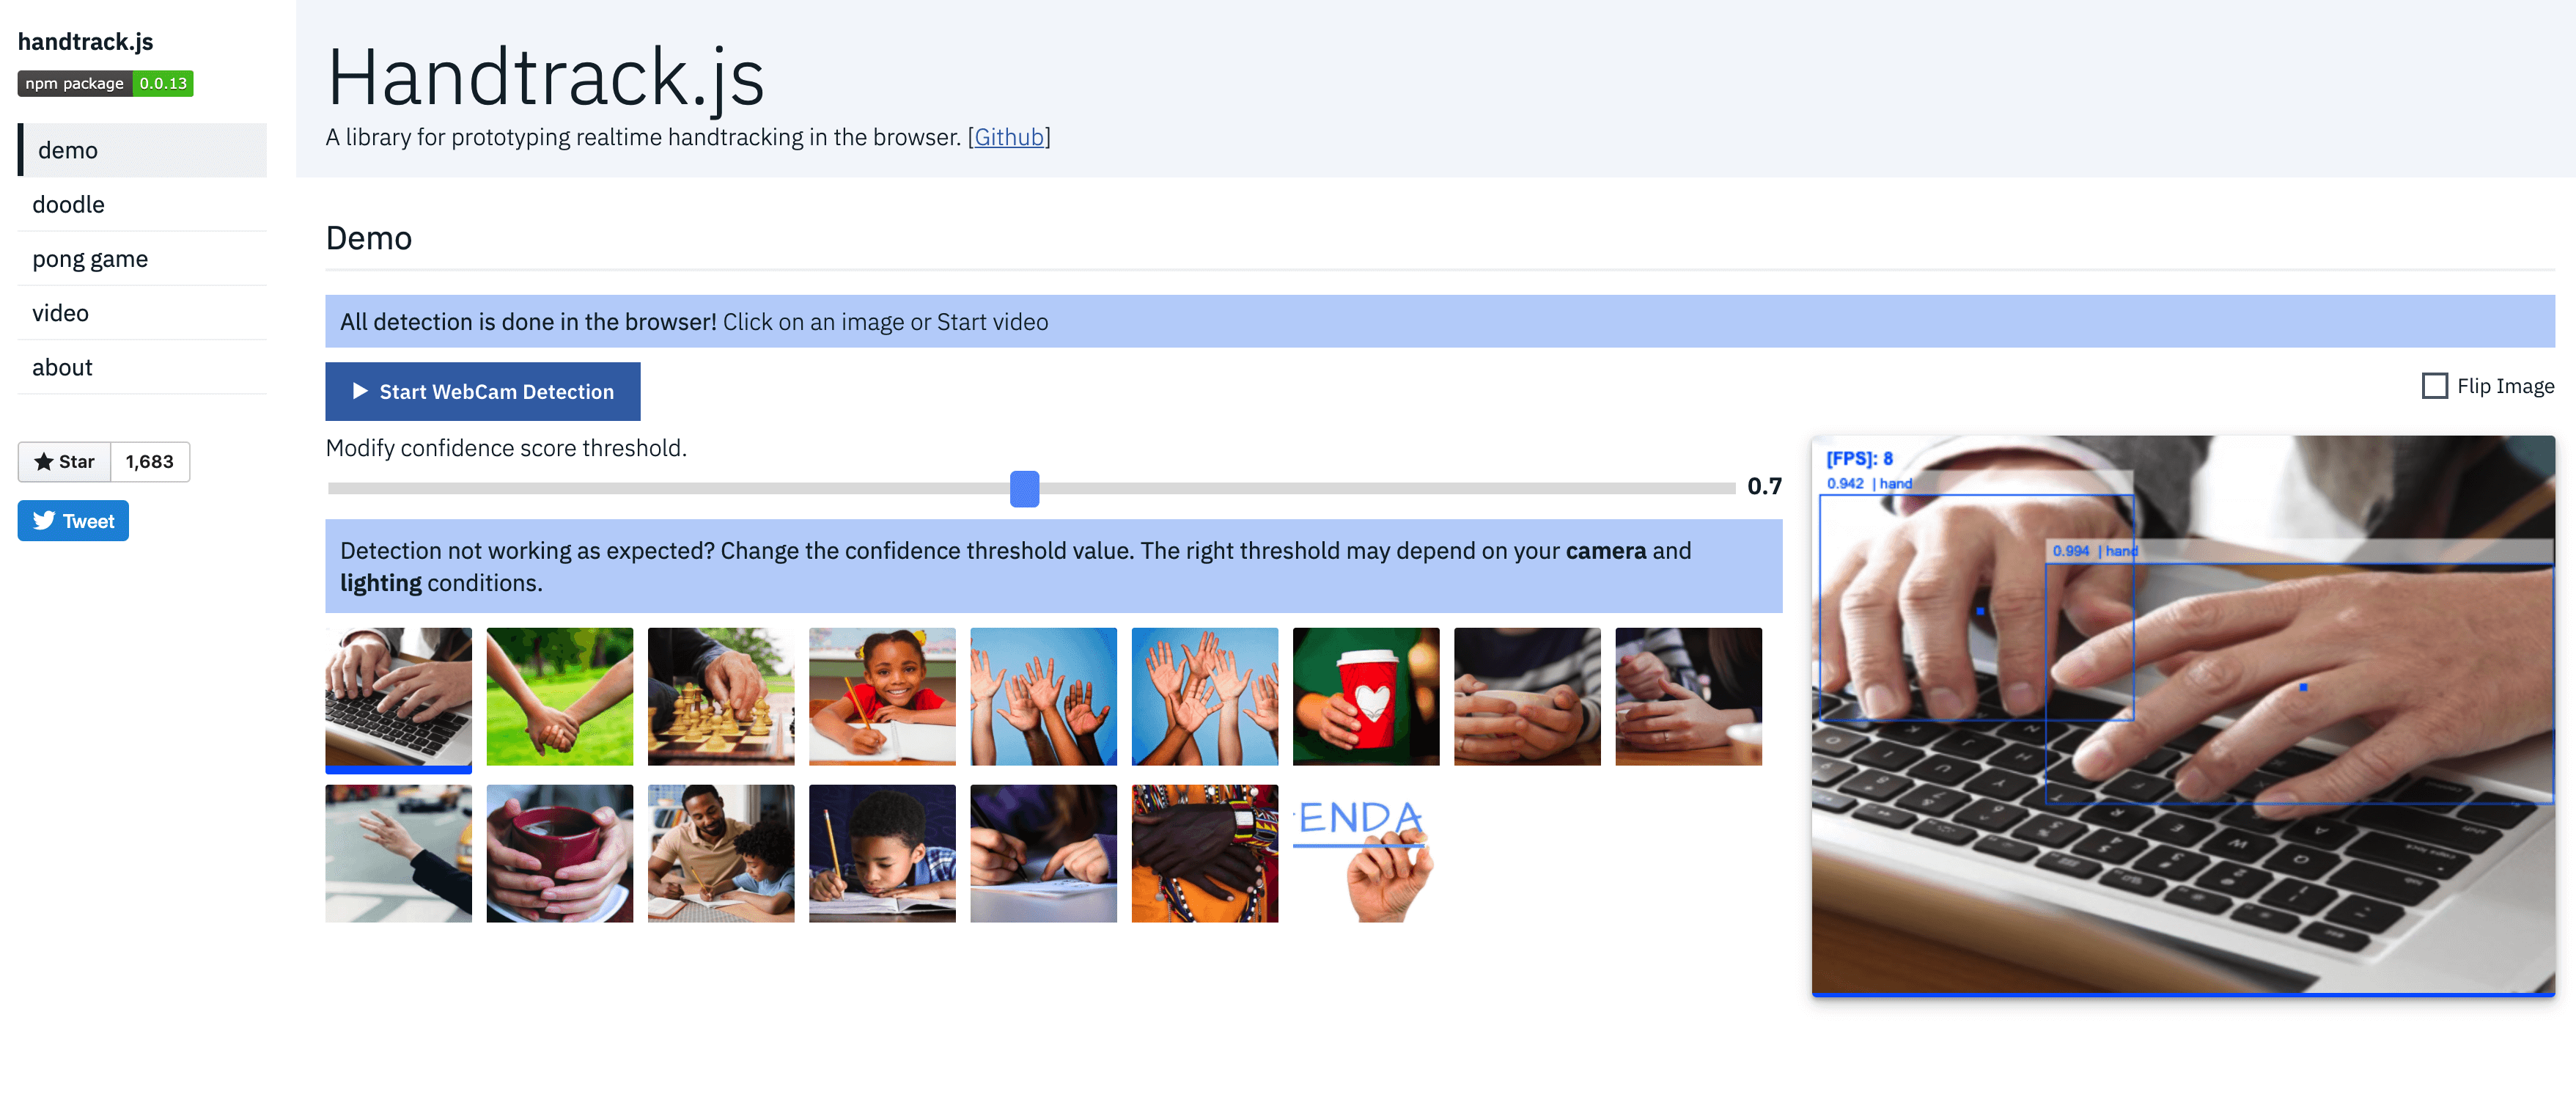 handtrack.js
npm package 0.0.13
demo
doodle
pong game
video
about
Star 1,683
Tweet
Handtrack.js
A library for prototyping realtime handtracking in the browser. [Github]
Demo
All detection is done in the browser! Click on an image or Start video
Start WebCam Detection
Flip Image
Modify confidence score threshold.
0.7
Detection not working as expected? Change the confidence threshold value. The right threshold may depend on your camera and
lighting conditions.
ENDA
[FPS]: 8
0.942 | hand
0.994 | hand